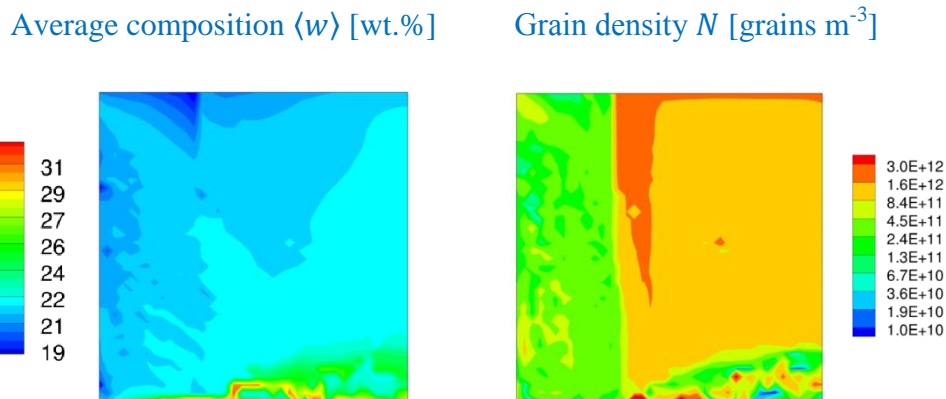 Average composition ⟨w⟩ [wt.%]
Grain density N [grains m-3]
31
29
27
26
24
22
21
19
3.0E+12
1.6E+12
8.4E+11
4.5E+11
2.4E+11
1.3E+11
6.7E+10
3.6E+10
1.9E+10
1.0E+10